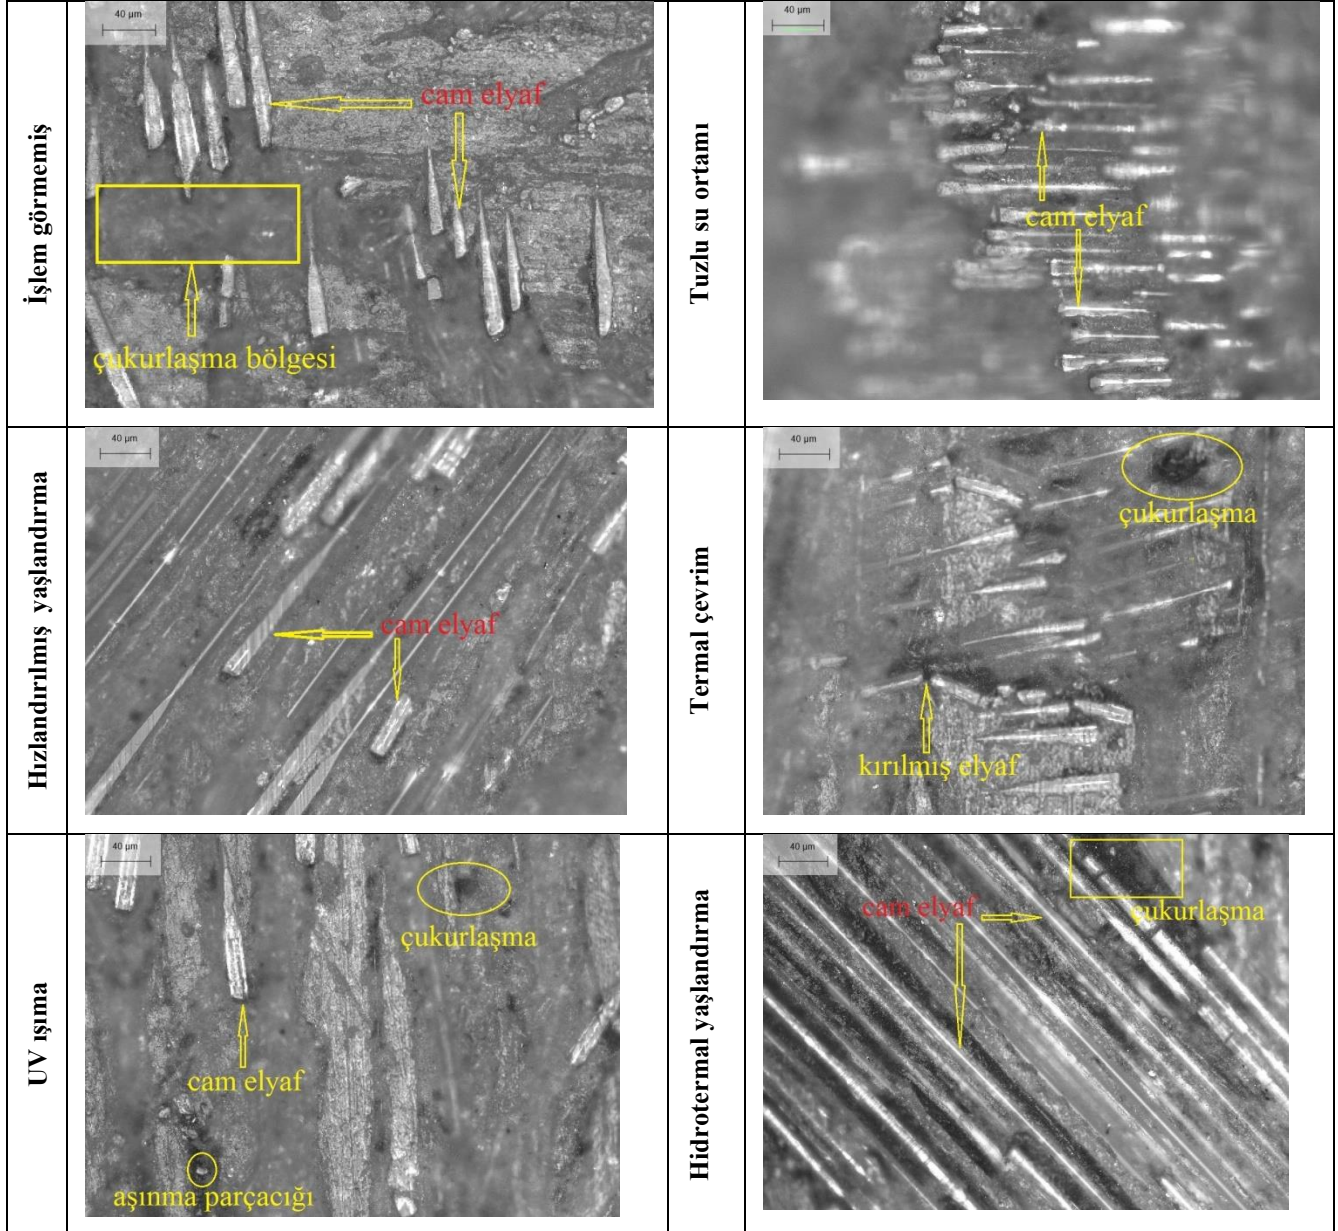 İşlem görmemiş
40 µm
cam elyaf
çukurlaşma bölgesi
Tuzlu su ortamı
40 µm
cam elyaf
Hızlandırılmış yaşlandırma
40 µm
cam elyaf
Termal çevrim
40 µm
çukurlaşma
kırılmış elyaf
UV ışıma
40 µm
çukurlaşma
cam elyaf
aşınma parçacığı
Hidrotermal yaşlandırma
40 µm
cam elyaf
çukurlaşma